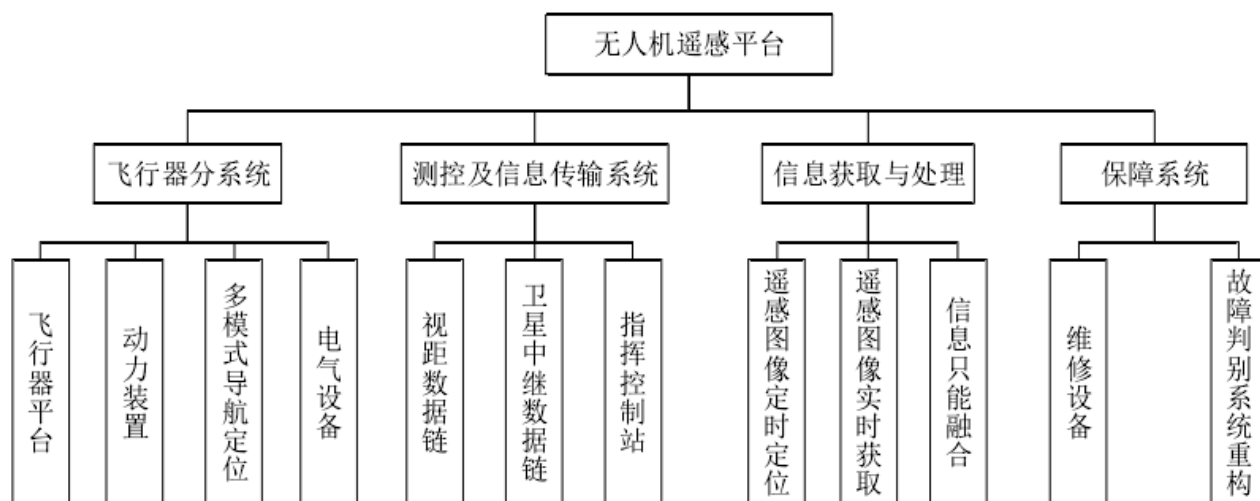 无人机遥感平台
飞行器分系统
测控及信息传输系统
信息获取与处理
保障系统
飞行器平台
动力装置
多模式导航定位
电气设备
视距数据链
卫星中继数据链
指挥控制站
遥感图像定时定位
遥感图像实时获取
信息只能融合
维修设备
故障判别系统重构